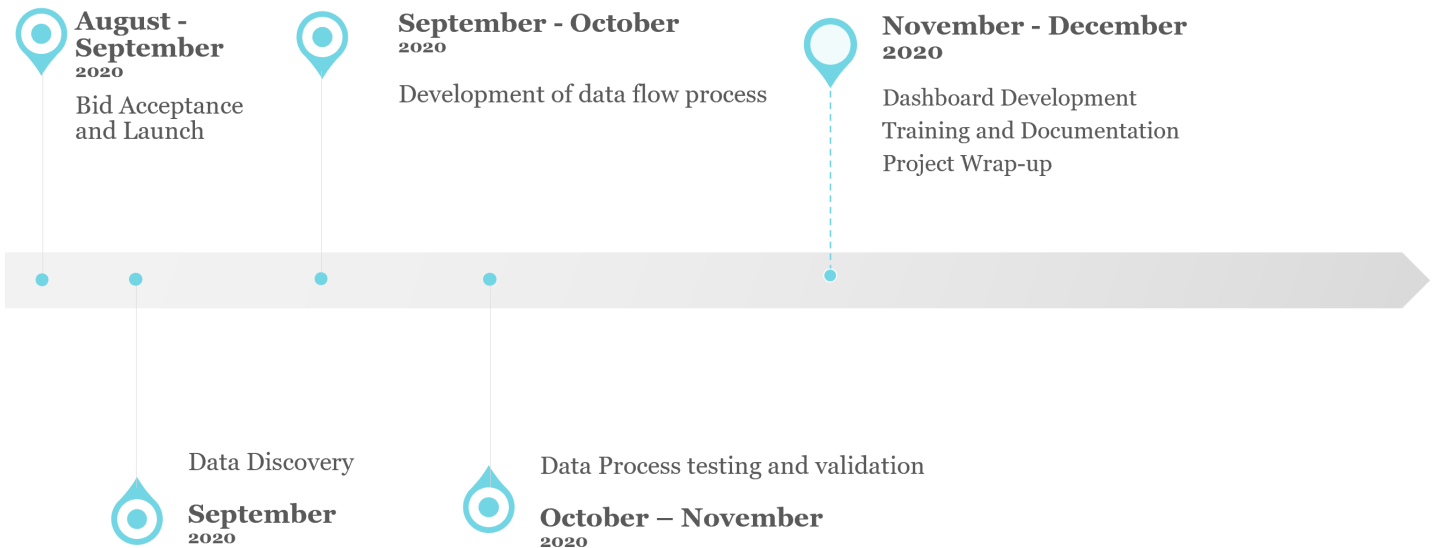 August -
September
2020
Bid Acceptance
and Launch
September - October
2020
Development of data flow process
November - December
2020
Dashboard Development
Training and Documentation
Project Wrap-up
Data Discovery
September
2020
Data Process testing and validation
October – November
2020